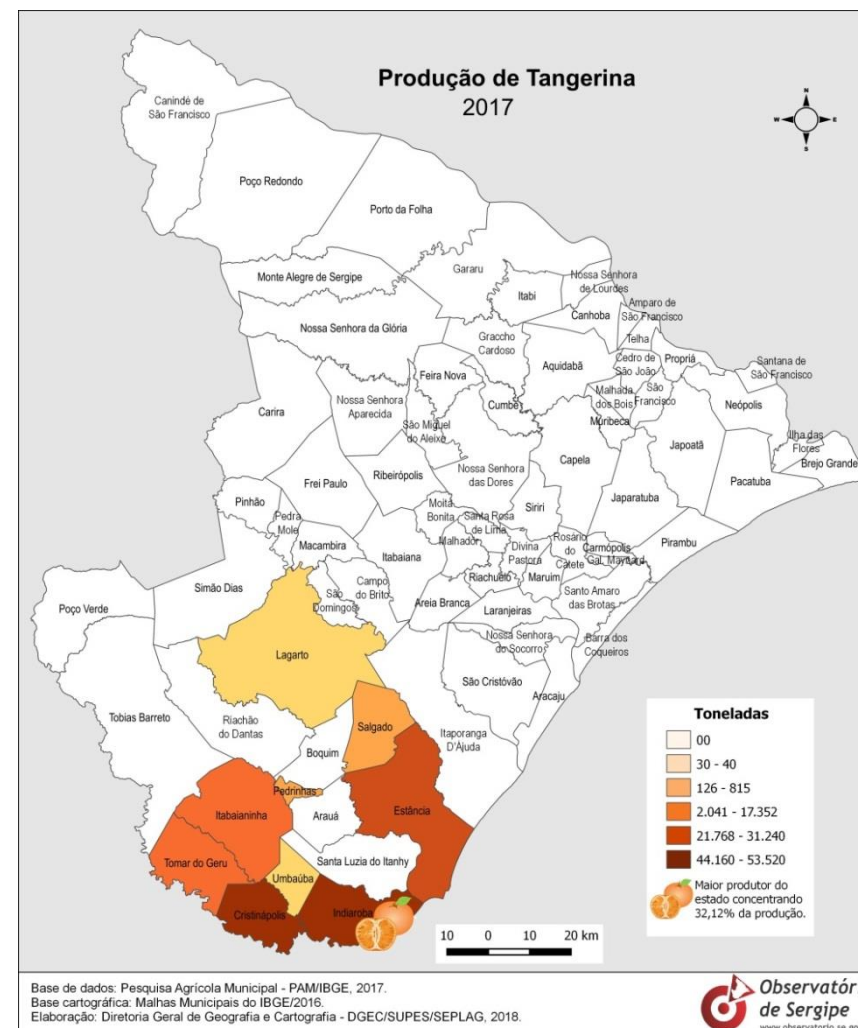 Produção de Tangerina
2017
N
W
E
S
Canindé de
São Francisco
Poço Redondo
Porto da Folha
Monte Alegre de Sergipe
Gararu
Nossa Senhora
de Lourdes
Itabi
Amparo de
São Francisco
Canhoba
Nossa Senhora da Glória
Graccho
Cardoso
Telha
Aquidabã
Cedro de
São João
Propriá
Santana de
São Francisco
Feira Nova
Carira
Nossa Senhora
Aparecida
Cumbe
Malhada
dos Bois
São
Francisco
Neópolis
São Miguel
do Aleixo
Muribeca
Ilha das
Flores
Japoatã
Brejo Grande
Capela
Nossa Senhora
das Dores
Ribeirópolis
Frei Paulo
Pacatuba
Pinhão
Siriri
Japaratuba
Moita
Bonita
Santa Rosa
de Lima
Pedra
Mole
Macambira
Malhador
Itabaiana
Divina
Pastora
Rosário
do
Catete
Carmópolis
Gal. Maynard
Pirambu
Simão Dias
São
Domingos
Campo
do Brito
Riachuelo
Maruim
Areia Branca
Laranjeiras
Santo Amaro
das Brotas
Poço Verde
Nossa Senhora
do Socorro
Barra dos
Coqueiros
Lagarto
São Cristóvão
Aracaju
Tobias Barreto
Riachão
do Dantas
Salgado
Itaporanga
D'Ájuda
Boquim
Pedrinhas
Itabaianinha
Arauá
Estância
Tomar do Geru
Santa Luzia do Itanhy
Umbaúba
Cristinápolis
Indiaroba
Toneladas
00
30 - 40
126 - 815
2.041 - 17.352
21.768 - 31.240
44.160 - 53.520
Maior produtor do
estado concentrando
32,12% da produção.
10 0 10 20 km
Base de dados: Pesquisa Agrícola Municipal - PAM/IBGE, 2017.
Base cartográfica: Malhas Municipais do IBGE/2016.
Elaboração: Diretoria Geral de Geografia e Cartografia - DGEC/SUPES/SEPLAG, 2018.
Observatóri
de Sergipe